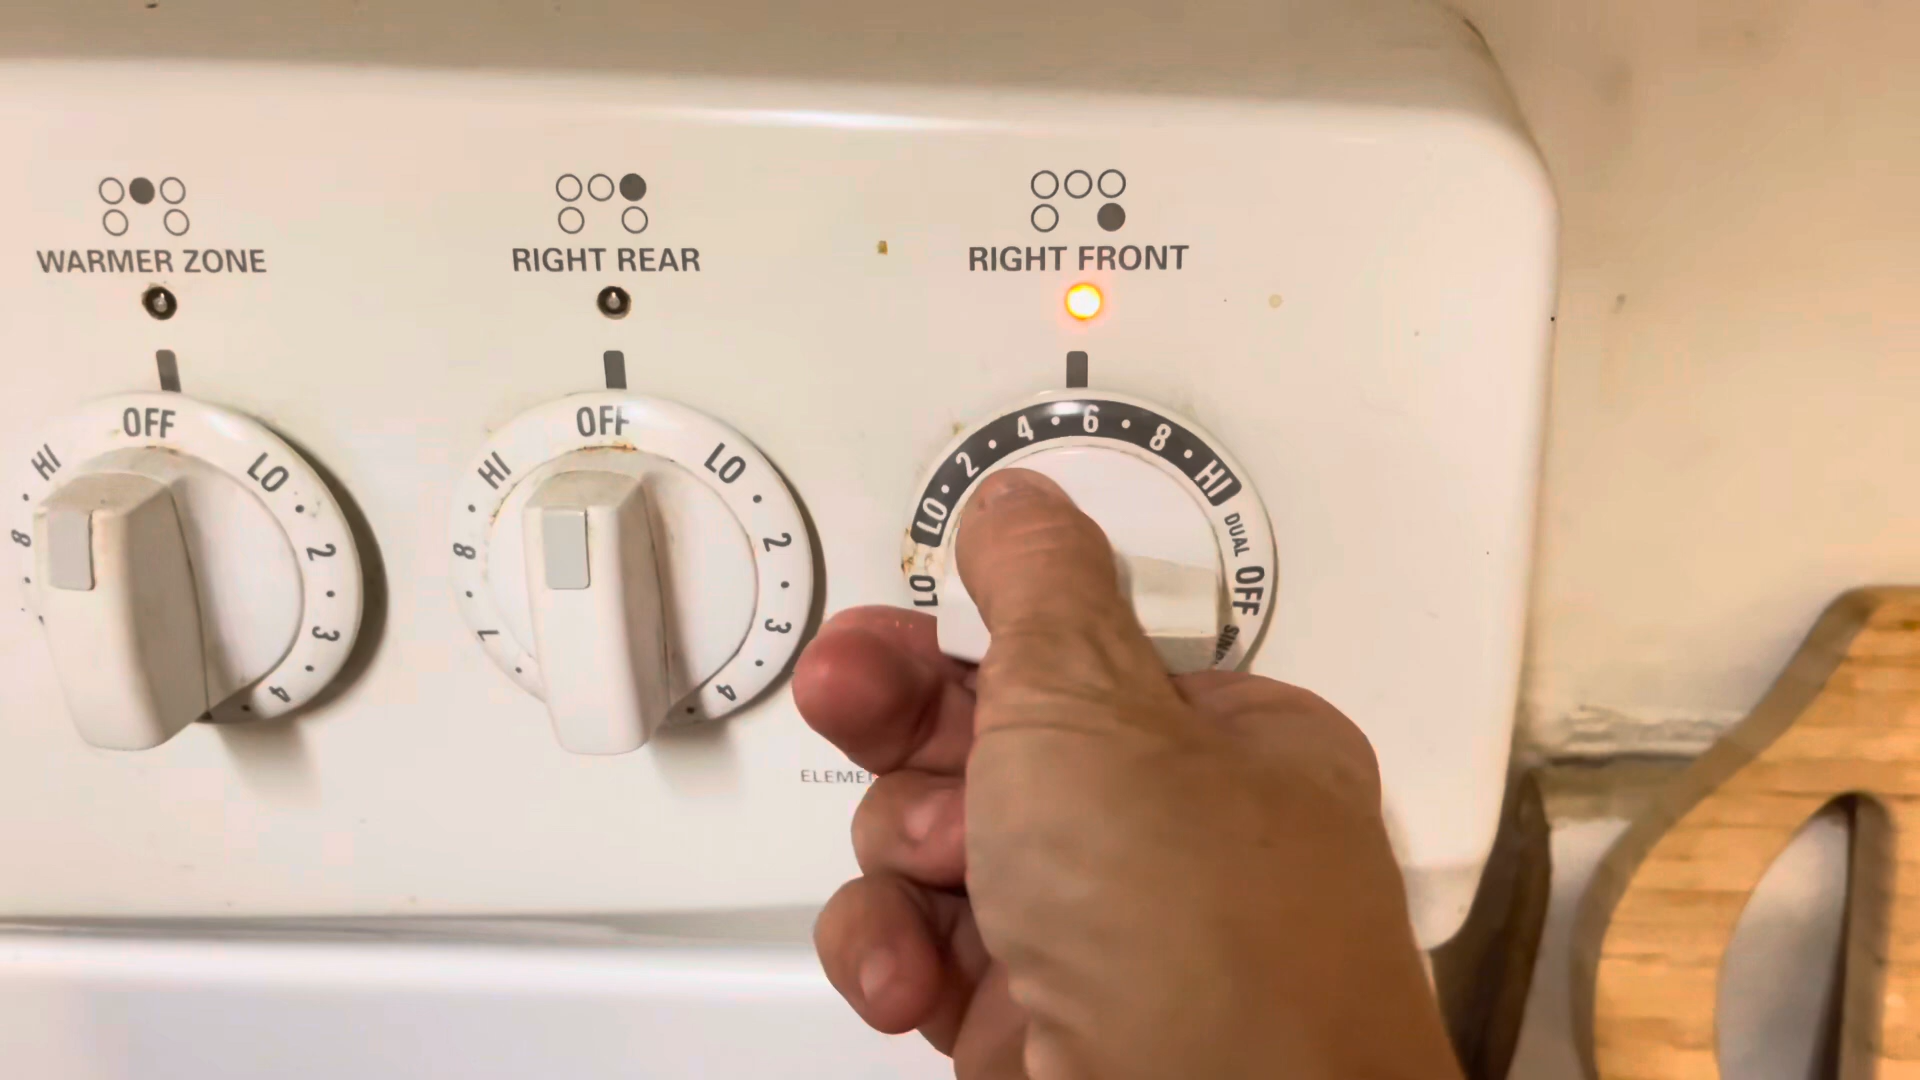 WARMER ZONE
OFF
HI
LO
8
2
3
4
RIGHT REAR
OFF
HI
LO
8
2
7
3
4
RIGHT FRONT
LO · 2 · 4 · 6 · 8 · HI
DUAL
OFF
LO